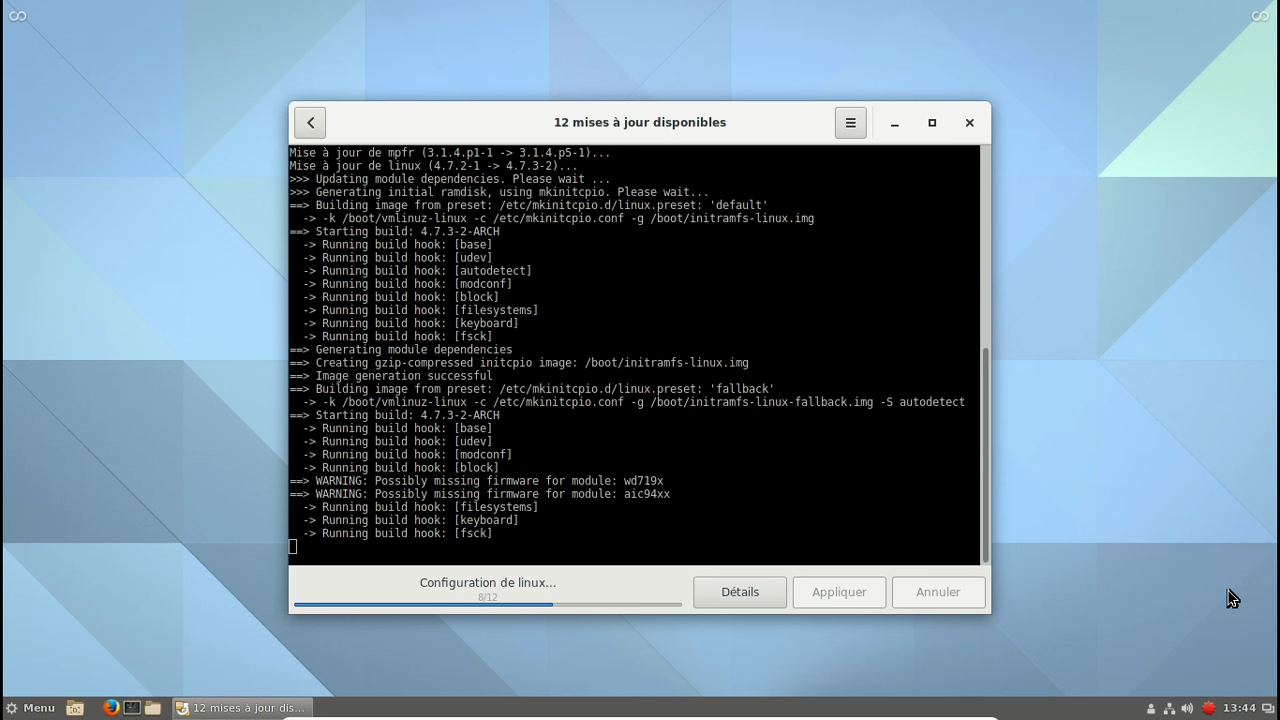 12 mises à jour disponibles
Mise à jour de mpfr (3.1.4.p1-1 -> 3.1.4.p5-1)...
Mise à jour de linux (4.7.2-1 -> 4.7.3-2)...
>>> Updating module dependencies. Please wait ...
>>> Generating initial ramdisk, using mkinitcpio. Please wait...
==> Building image from preset: /etc/mkinitcpio.d/linux.preset: 'default'
-> -k /boot/vmlinuz-linux -c /etc/mkinitcpio.conf -g /boot/initramfs-linux.img
==> Starting build: 4.7.3-2-ARCH
-> Running build hook: [base]
-> Running build hook: [udev]
-> Running build hook: [autodetect]
-> Running build hook: [modconf]
-> Running build hook: [block]
-> Running build hook: [filesystems]
-> Running build hook: [keyboard]
-> Running build hook: [fsck]
==> Generating module dependencies
==> Creating gzip-compressed initcpio image: /boot/initramfs-linux.img
==> Image generation successful
==> Building image from preset: /etc/mkinitcpio.d/linux.preset: 'fallback'
-> -k /boot/vmlinuz-linux -c /etc/mkinitcpio.conf -g /boot/initramfs-linux-fallback.img -S autodetect
==> Starting build: 4.7.3-2-ARCH
-> Running build hook: [base]
-> Running build hook: [udev]
-> Running build hook: [modconf]
-> Running build hook: [block]
==> WARNING: Possibly missing firmware for module: wd719x
==> WARNING: Possibly missing firmware for module: aic94xx
-> Running build hook: [filesystems]
-> Running build hook: [keyboard]
-> Running build hook: [fsck]
Configuration de linux...
8/12
Détails
Appliquer
Annuler
Menu
12 mises à jour dis...
13:44